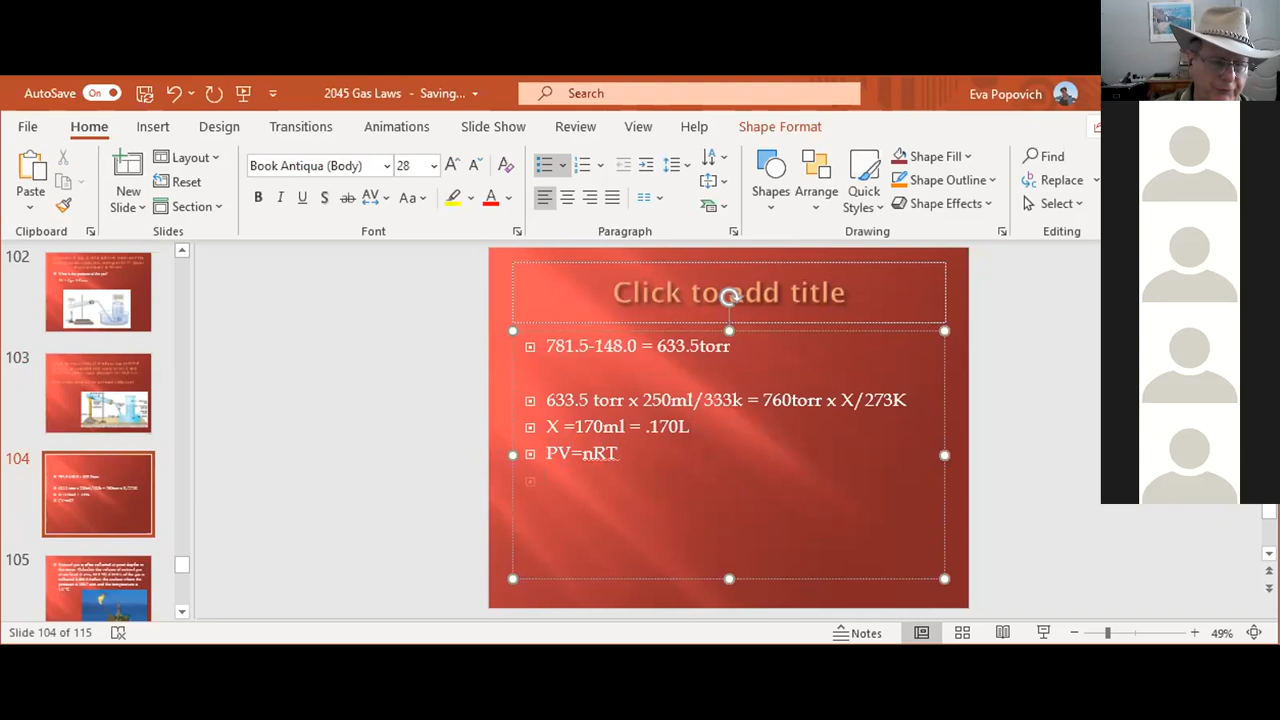 AutoSave On 2045 Gas Laws - Saving... Search Eva Popovich
File Home Insert Design Transitions Animations Slide Show Review View Help Shape Format
Paste New Slide Layout Reset Section Book Antiqua (Body) 28 Shapes Arrange Quick Styles Shape Fill Shape Outline Shape Effects Find Replace Select
Clipboard Slides Font Paragraph Drawing Editing
102
103
104
105
Click to add title
781.5-148.0 = 633.5torr
633.5 torr x 250ml/333k = 760torr x X/273K
X =170ml = .170L
PV=nRT
Slide 104 of 115 Notes 49%